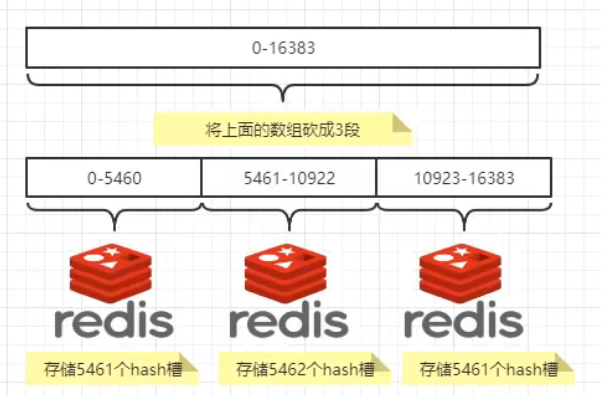 0-16383
将上面的数组砍成3段
0-5460
5461-10922
10923-16383
redis
redis
redis
存储5461个hash槽
存储5462个hash槽
存储5461个hash槽